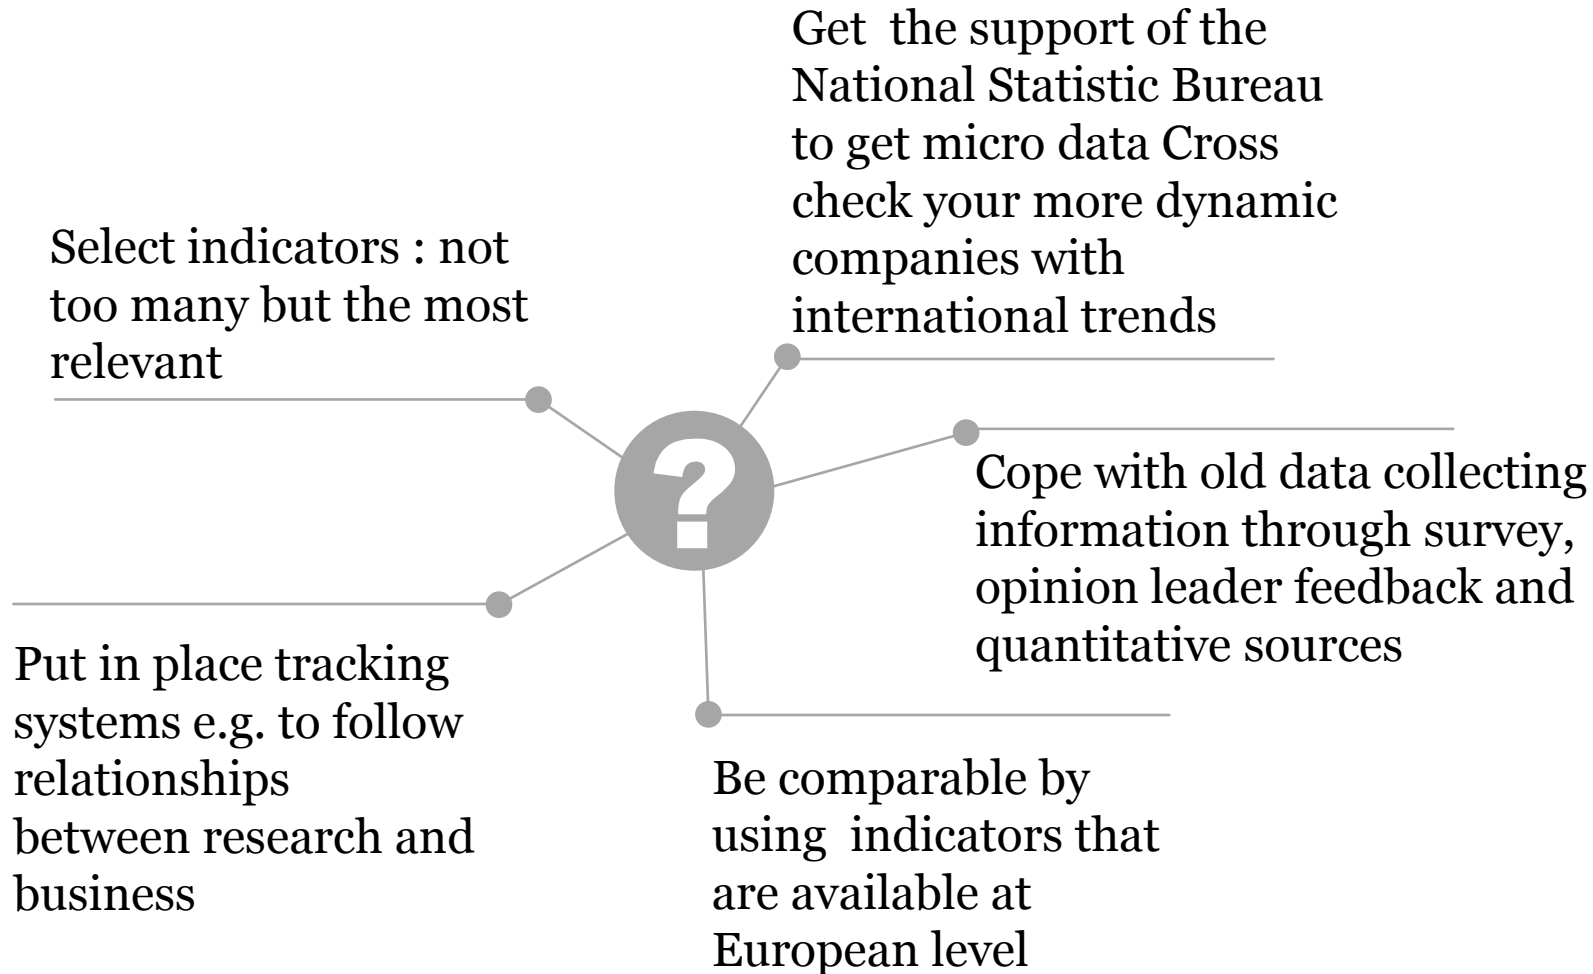 Get  the support of the
National Statistic Bureau
to get micro data Cross
check your more dynamic
companies with
international trends
Select indicators : not
too many but the most
relevant
?
Cope with old data collecting
information through survey,
opinion leader feedback and
quantitative sources
Put in place tracking
systems e.g. to follow
relationships
between research and
business
Be comparable by
using  indicators that
are available at
European level